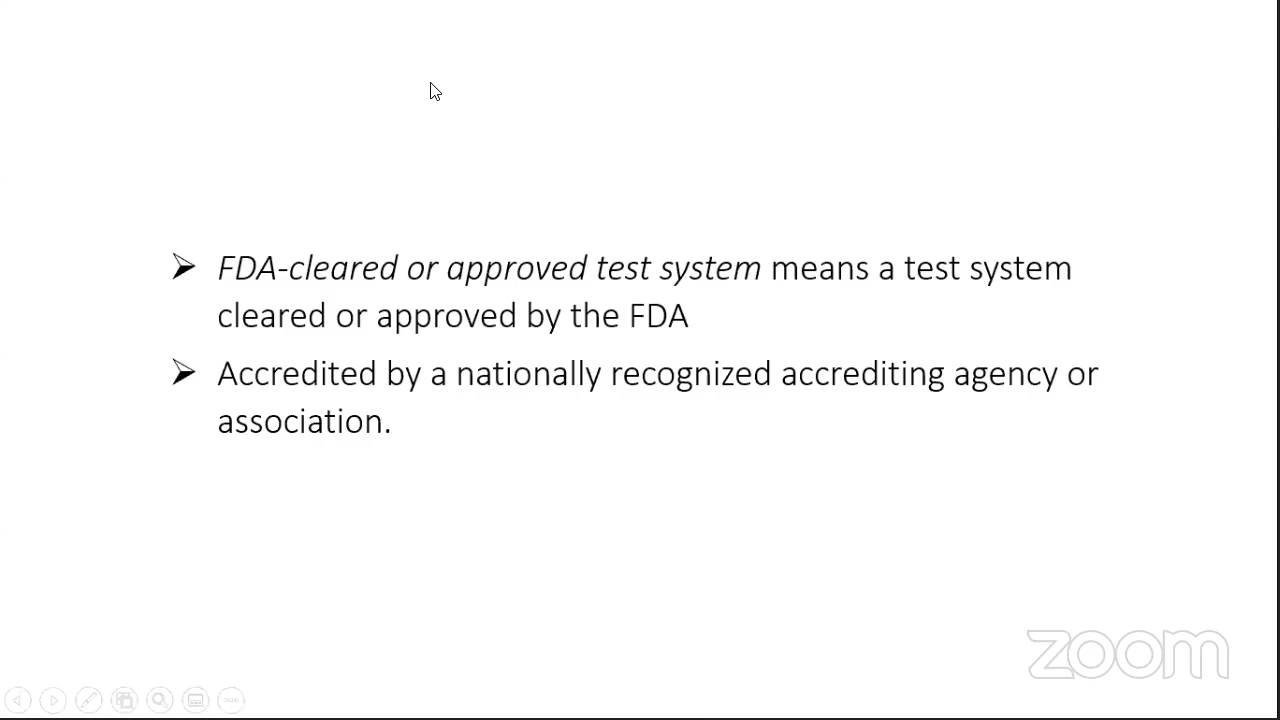 FDA-cleared or approved test system means a test system
cleared or approved by the FDA
Accredited by a nationally recognized accrediting agency or
association.
zoom